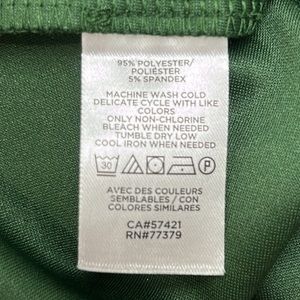 95% POLYESTER/
POLIÉSTER
5% SPANDEX
MACHINE WASH COLD
DELICATE CYCLE WITH LIKE
COLORS
ONLY NON-CHLORINE
BLEACH WHEN NEEDED
TUMBLE DRY LOW
COOL IRON WHEN NEEDED
30 P
AVEC DES COULEURS
SEMBLABLES / CON
COLORES SIMILARES
CA#57421
RN#77379